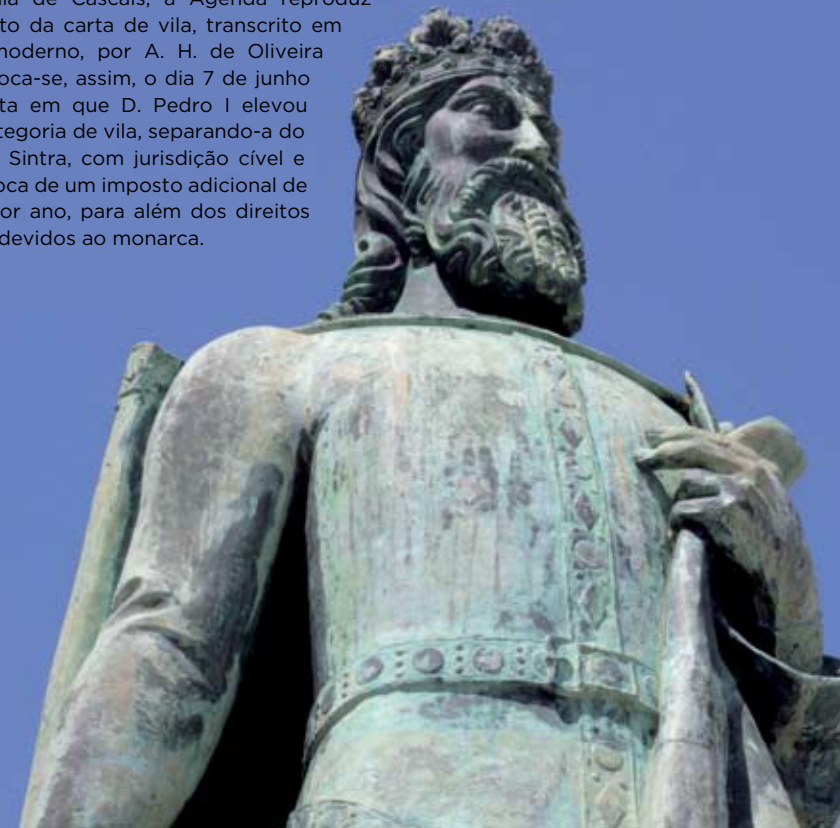 de Cascais, a Agenda reproduz
to da carta de vila, transcrito em
moderno, por A. H. de Oliveira
oca-se, assim, o dia 7 de junho
ta em que D. Pedro I elevou
tegoria de vila, separando-a do
Sintra, com jurisdição cível e
oca de um imposto adicional de
or ano, para além dos direitos
devidos ao monarca.